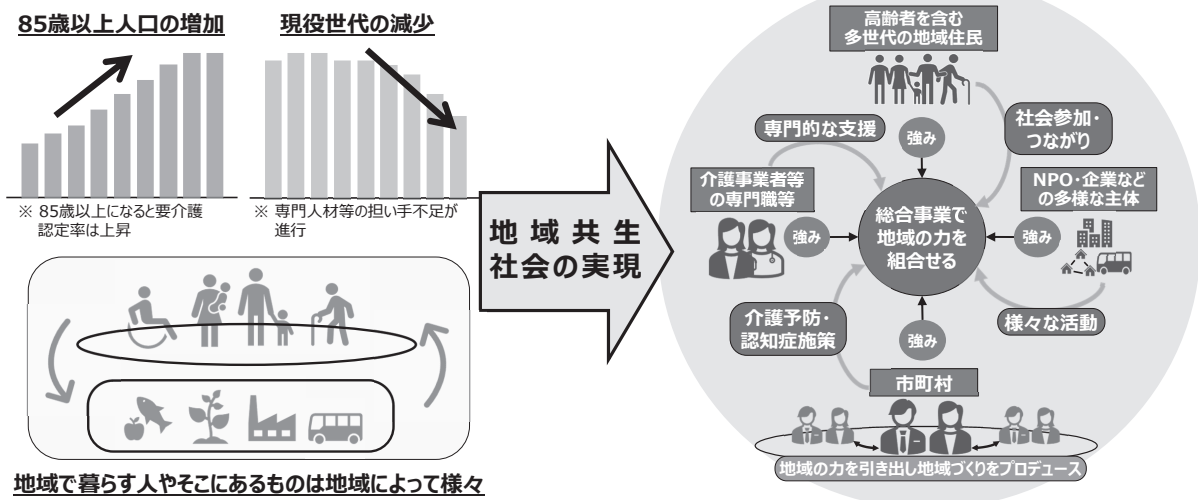 85歳以上人口の増加
現役世代の減少
※ 85歳以上になると要介護
認定率は上昇
※ 専門人材等の担い手不足が
進行
地域で暮らす人やそこにあるものは地域によって様々
地域共生
社会の実現
高齢者を含む
多世代の地域住民
専門的な支援
強み
社会参加・
つながり
介護事業者等
の専門職等
強み
総合事業で
地域の力を
組合せる
強み
NPO・企業など
の多様な主体
介護予防・
認知症施策
強み
様々な活動
市町村
地域の力を引き出し地域づくりをプロデュース